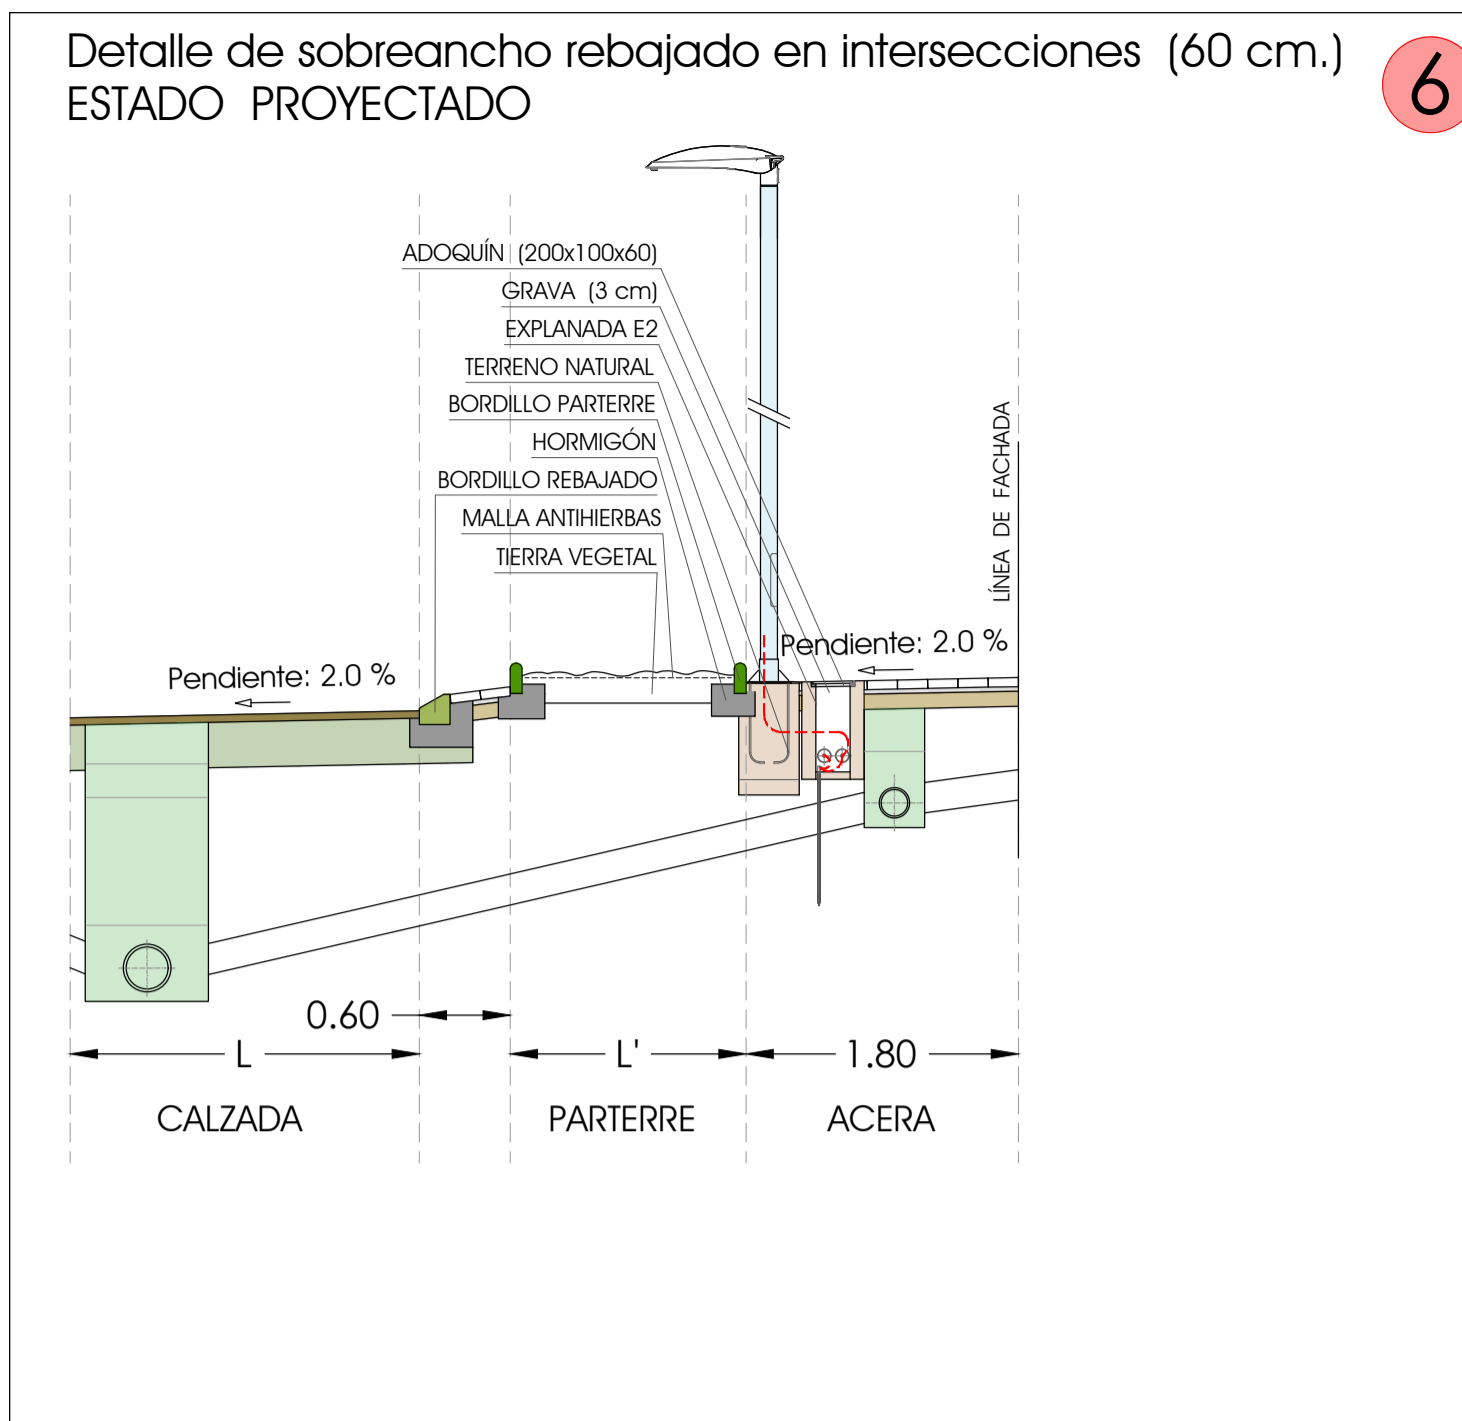 Detalle de sobreancho rebajado en intersecciones (60 cm.)
ESTADO PROYECTADO
6
ADOQUÍN (200x100x60)
GRAVA (3 cm)
EXPLANADA E2
TERRENO NATURAL
BORDILLO PARTERRE
HORMIGÓN
BORDILLO REBAJADO
MALLA ANTIHIERBAS
TIERRA VEGETAL
LÍNEA DE FACHADA
Pendiente: 2.0 %
Pendiente: 2.0 %
0.60
L
L'
1.80
CALZADA
PARTERRE
ACERA